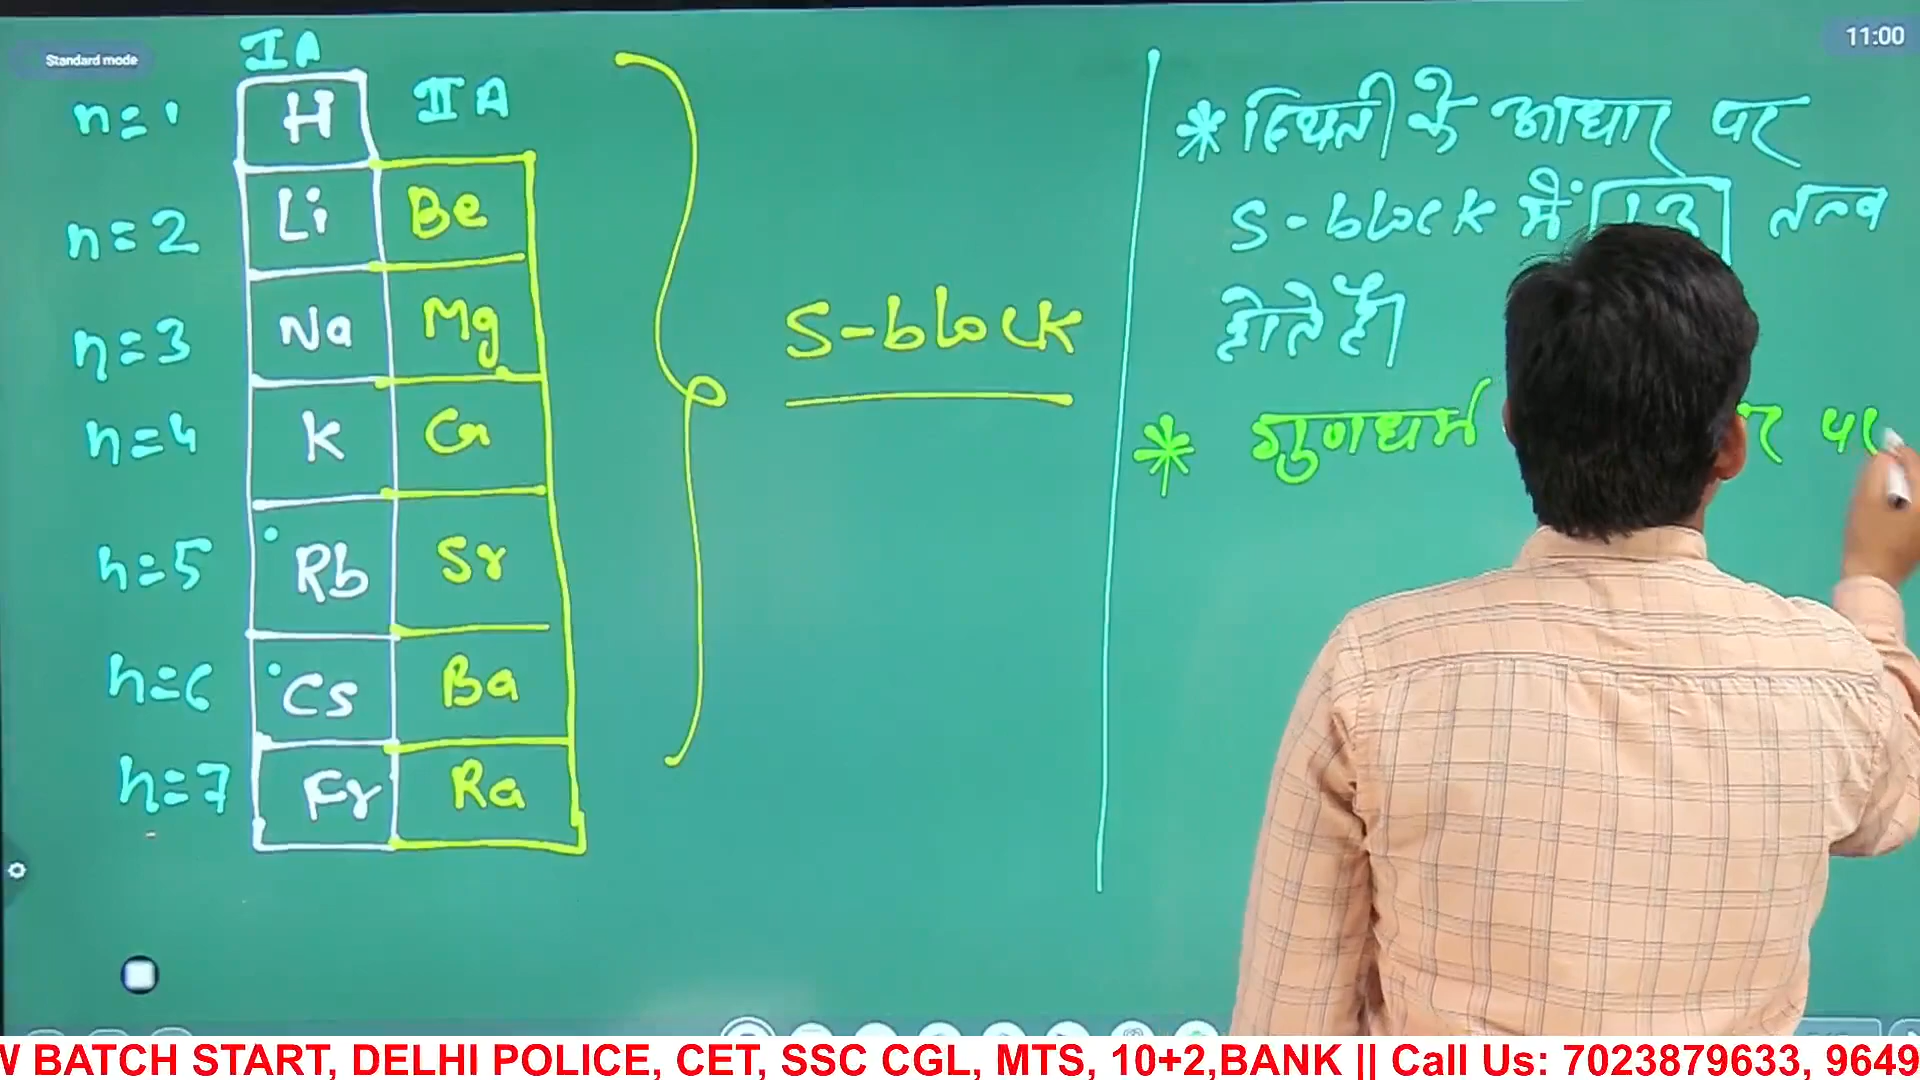 Standard mode
11:00
IA
IIA
n=1 H
n=2 Li Be
n=3 Na Mg
n=4 K Ca
n=5 Rb Sr
n=6 Cs Ba
n=7 Fr Ra
S-block
* स्थिती के आधार पर
S-block में 13 तत्व
होते है।
* गुणधर्म पर
W BATCH START, DELHI POLICE, CET, SSC CGL, MTS, 10+2,BANK || Call Us: 7023879633, 9649